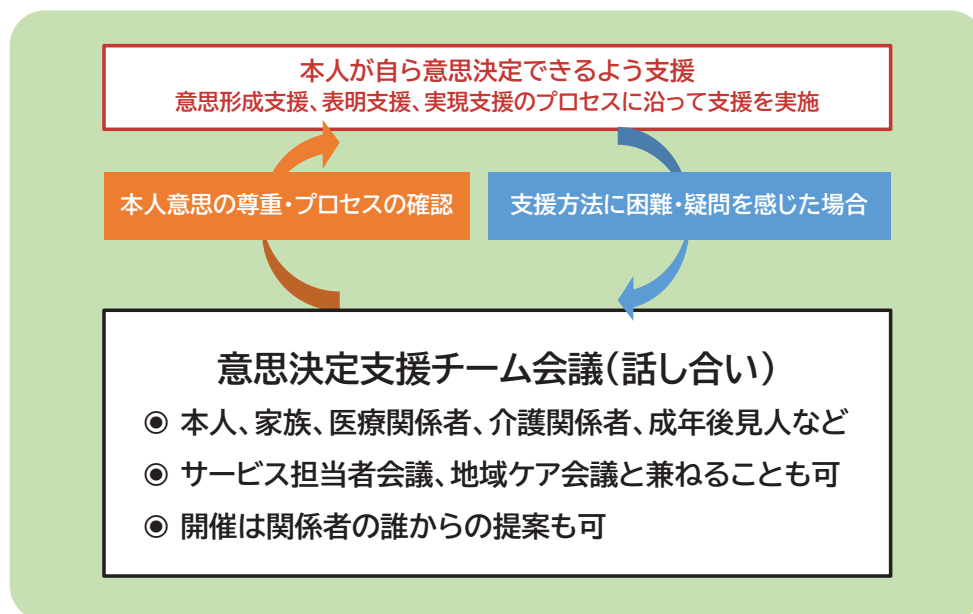 本人が自ら意思決定できるよう支援
意思形成支援、表明支援、実現支援のプロセスに沿って支援を実施
本人意思の尊重・プロセスの確認
支援方法に困難・疑問を感じた場合
意思決定支援チーム会議（話し合い）
◉ 本人、家族、医療関係者、介護関係者、成年後見人など
◉ サービス担当者会議、地域ケア会議と兼ねることも可
◉ 開催は関係者の誰からの提案も可